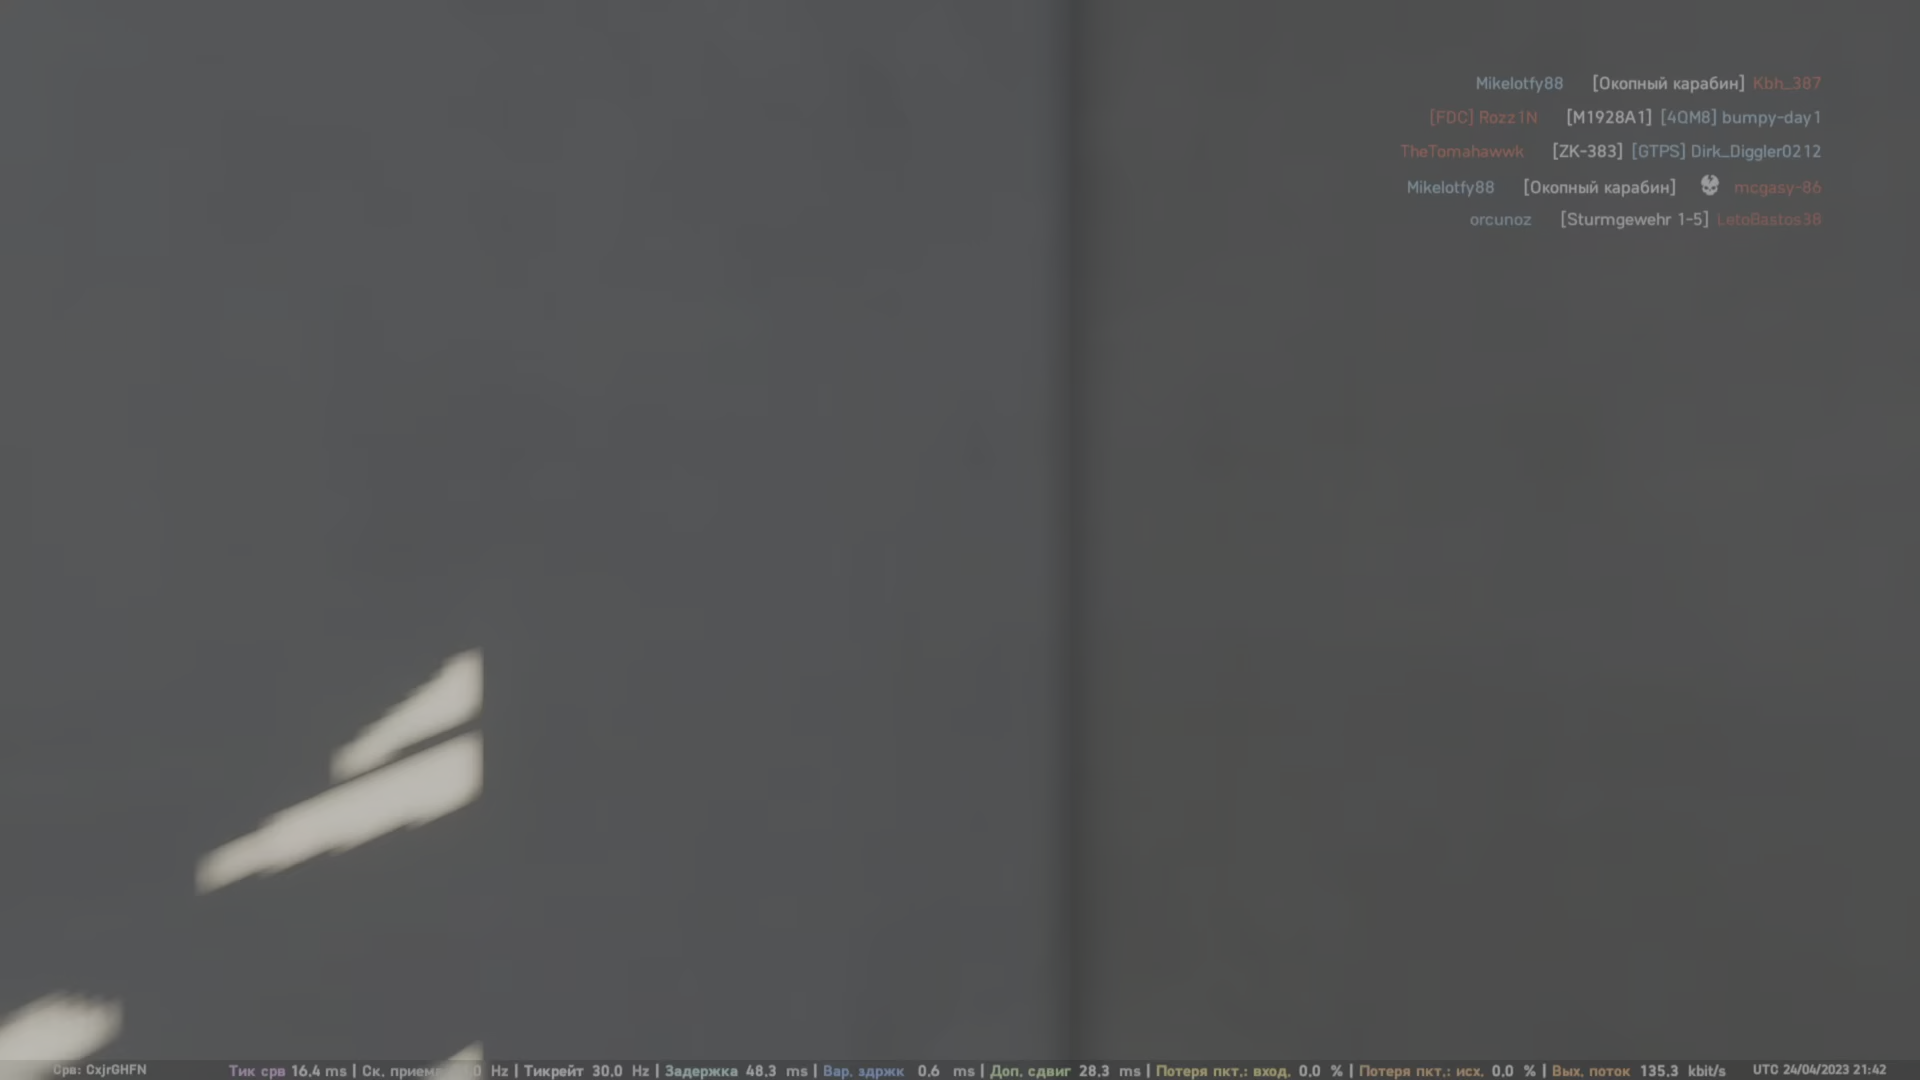 Mikelotfy88 [Окопный карабин] Kbh_387
[FDC] Rozz1N [M1928A1] [4QM8] bumpy-day1
TheTomahawwk [ZK-383] [GTPS] Dirk_Diggler0212
Mikelotfy88 [Окопный карабин] mcgasy-86
orcunoz [Sturmgewehr 1-5] LetoBastos38
Срв: CxjrGHFN Тик срв 16,4 ms | Ск. прием Hz | Тикрейт 30,0 Hz | Задержка 48,3 ms | Вар. здржк 0,6 ms | Доп. сдвиг 28,3 ms | Потеря пкт.: вход. 0,0 % | Потеря пкт.: исх. 0,0 % | Вых. поток 135,3 kbit/s UTC 24/04/2023 21:42